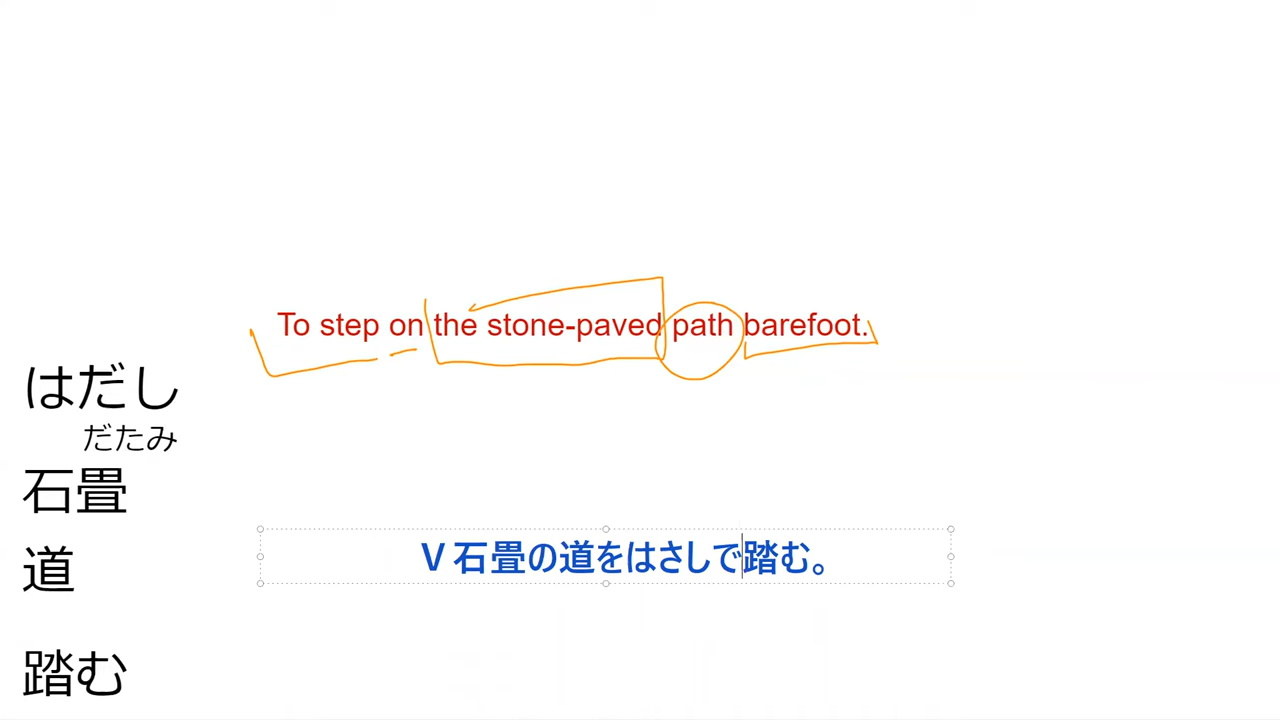 To step on the stone-paved path barefoot.
はだし
だたみ
石畳
道
V 石畳の道をはさしで踏む。
踏む